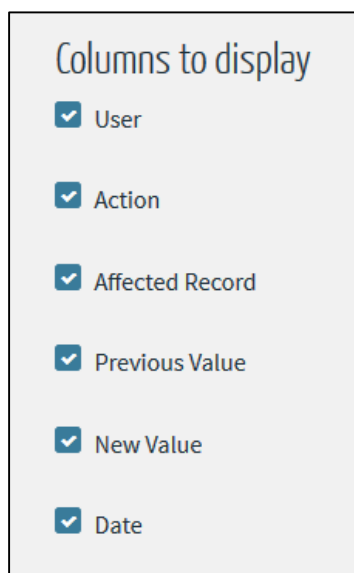 Columns to display
User
Action
Affected Record
Previous Value
New Value
Date